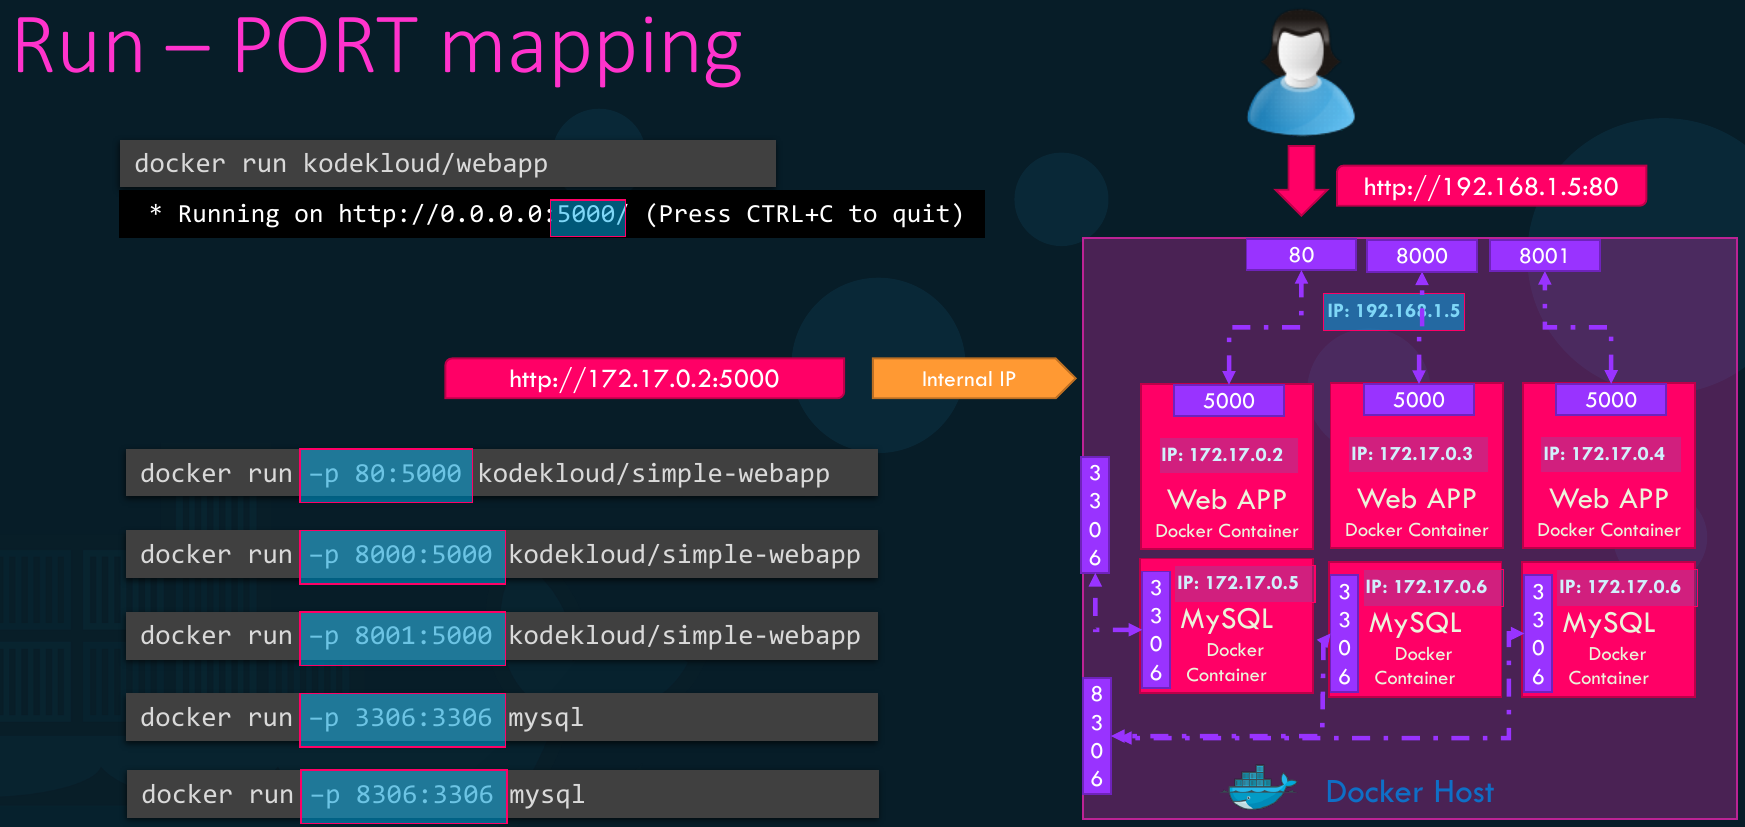 Run – PORT mapping
docker run kodekloud/webapp
* Running on http://0.0.0.0:5000/ (Press CTRL+C to quit)
http://172.17.0.2:5000
Internal IP
docker run –p 80:5000 kodekloud/simple-webapp
docker run –p 8000:5000 kodekloud/simple-webapp
docker run –p 8001:5000 kodekloud/simple-webapp
docker run –p 3306:3306 mysql
docker run –p 8306:3306 mysql
http://192.168.1.5:80
80
8000
8001
IP: 192.168.1.5
5000
5000
5000
IP: 172.17.0.2
IP: 172.17.0.3
IP: 172.17.0.4
Web APP
Docker Container
Web APP
Docker Container
Web APP
Docker Container
3306
3306
IP: 172.17.0.5
MySQL
Docker
Container
3306
IP: 172.17.0.6
MySQL
Docker
Container
3306
IP: 172.17.0.6
MySQL
Docker
Container
8306
Docker Host